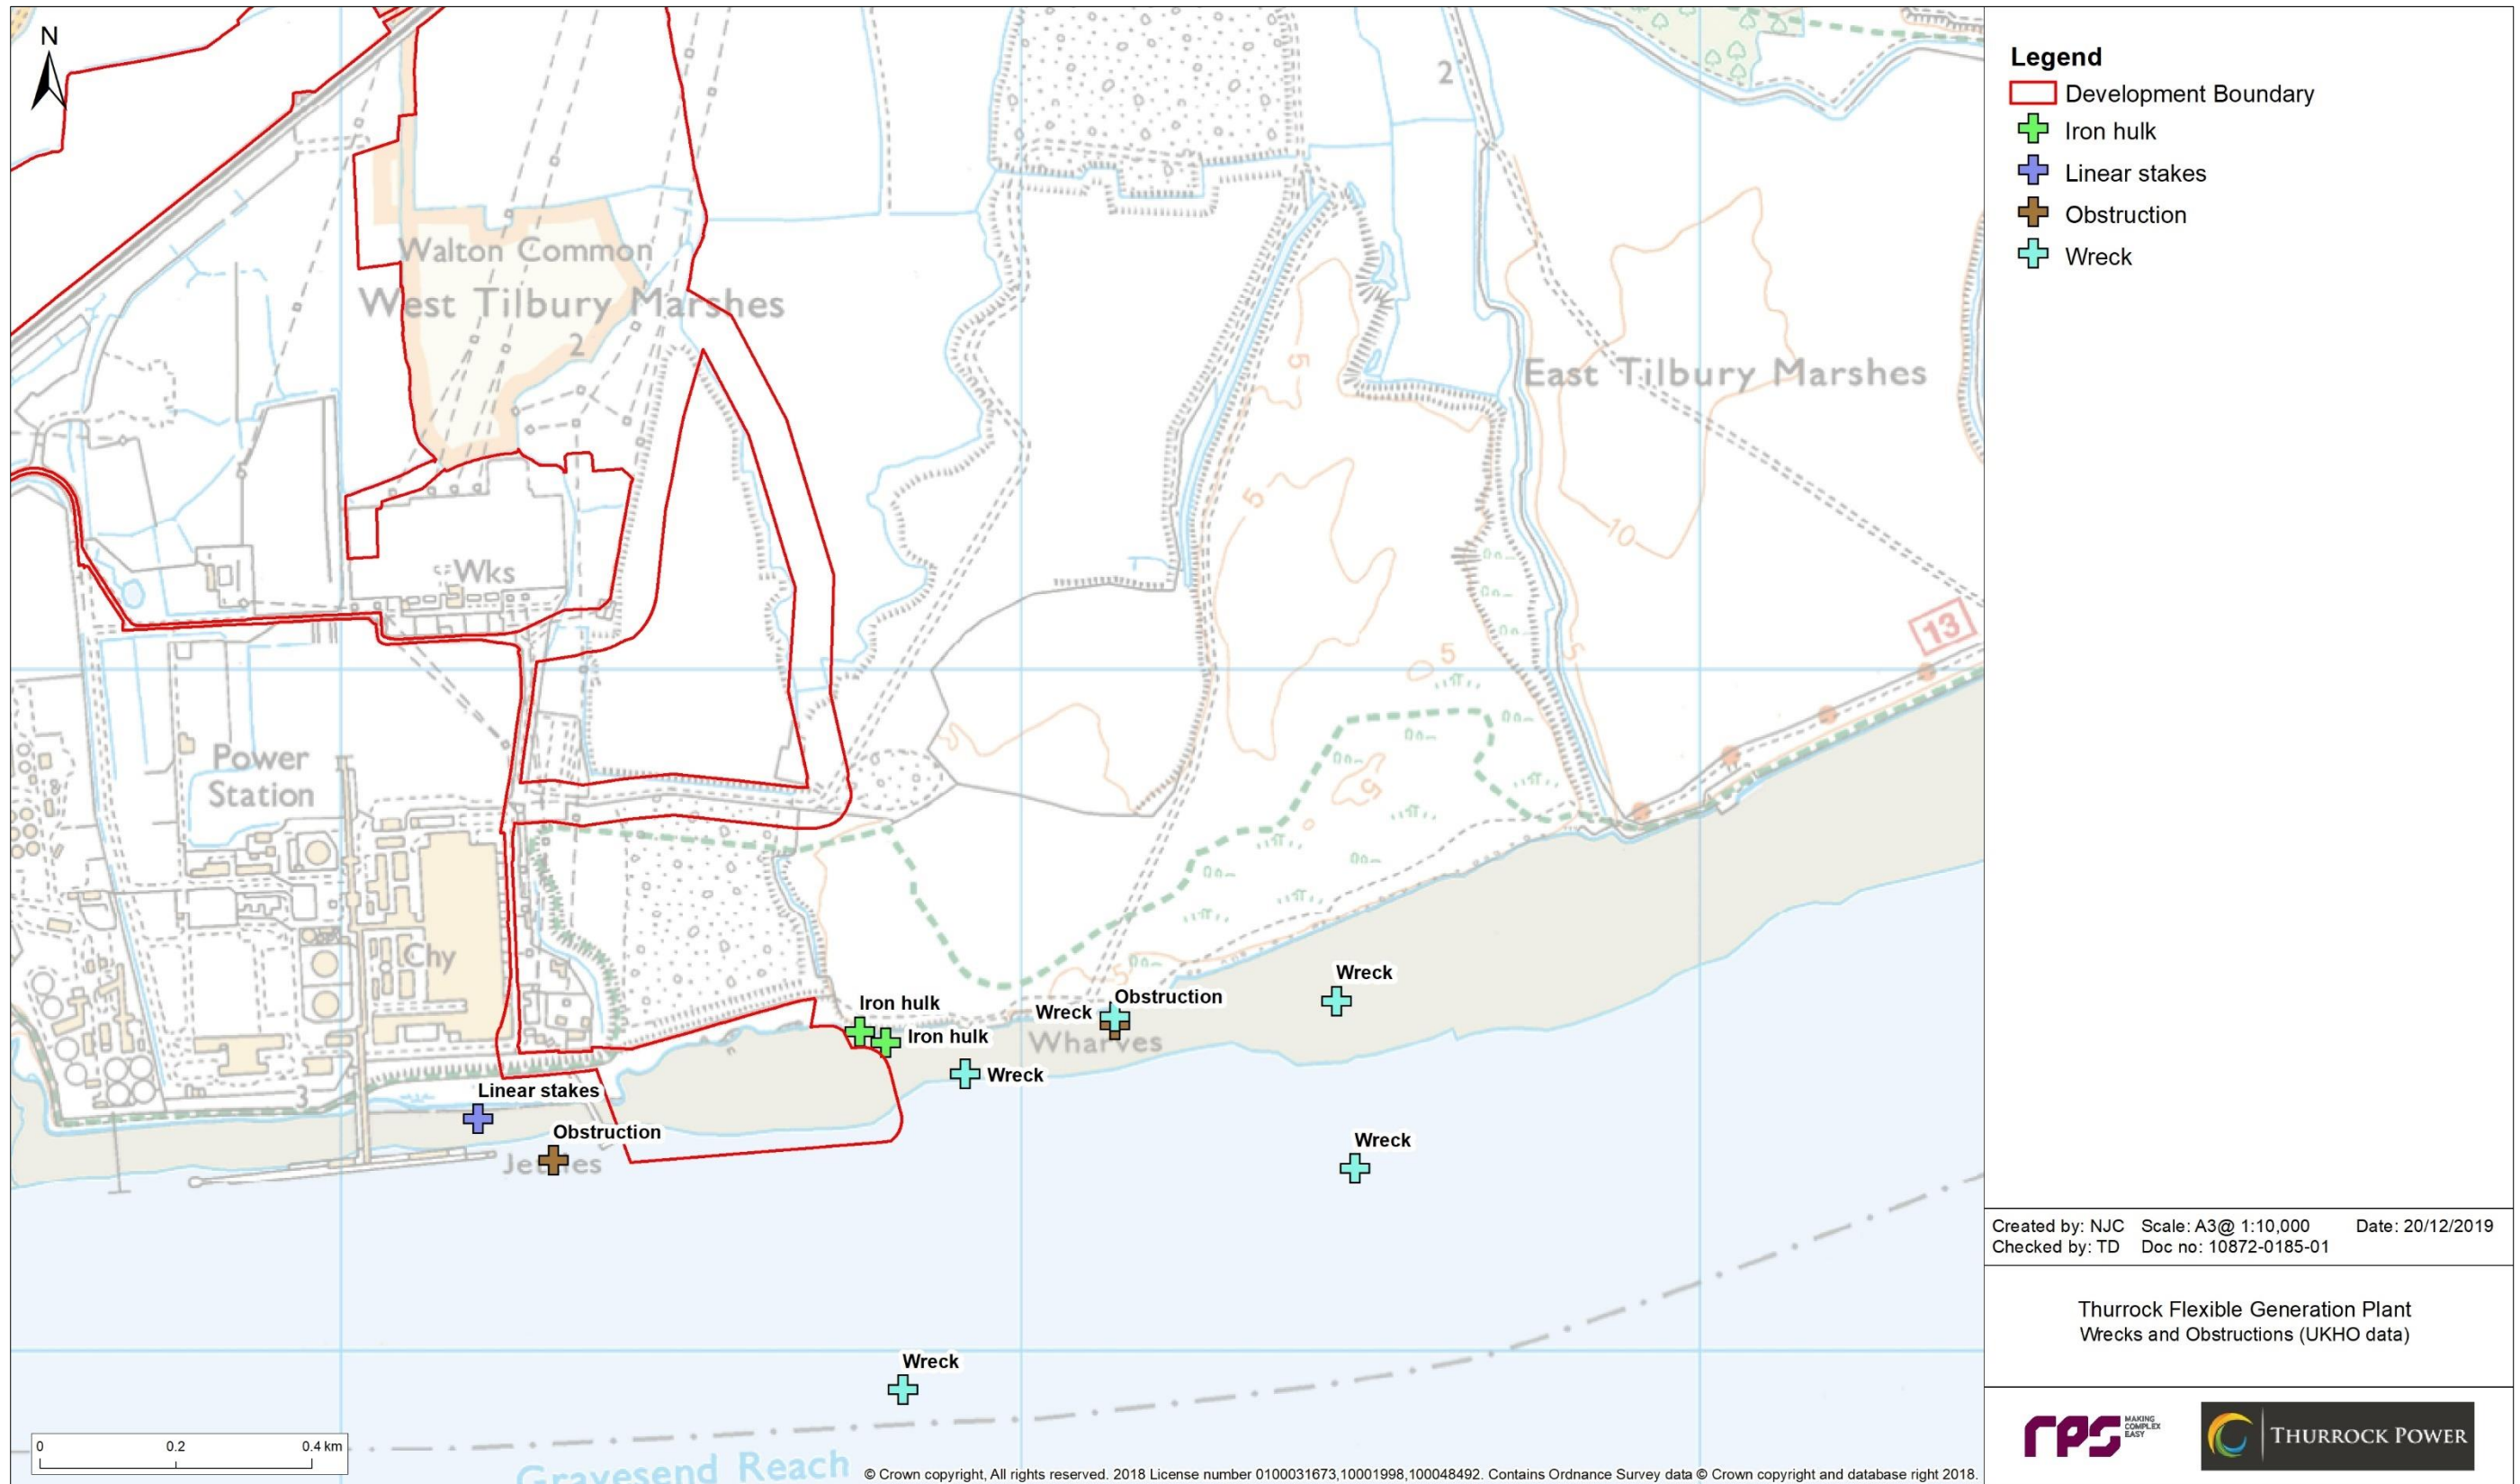 N
2
Walton Common
West Tilbury Marshes
2
East Tilbury Marshes
5
5
10
Wks
13
5
5
Power
Station
5
5
Chy
5
Wreck
Iron hulk
Obstruction
Wreck
Iron hulk
Wharves
Wreck
Linear stakes
3
Obstruction
Jetties
Wreck
Wreck
0 0.2 0.4 km
Gravesend Reach
© Crown copyright, All rights reserved. 2018 License number 0100031673,10001998,100048492. Contains Ordnance Survey data © Crown copyright and database right 2018.
Legend
Development Boundary
Iron hulk
Linear stakes
Obstruction
Wreck
Created by: NJC Scale: A3@ 1:10,000 Date: 20/12/2019
Checked by: TD Doc no: 10872-0185-01
Thurrock Flexible Generation Plant
Wrecks and Obstructions (UKHO data)
rps MAKING
COMPLEX
EASY
THURROCK POWER